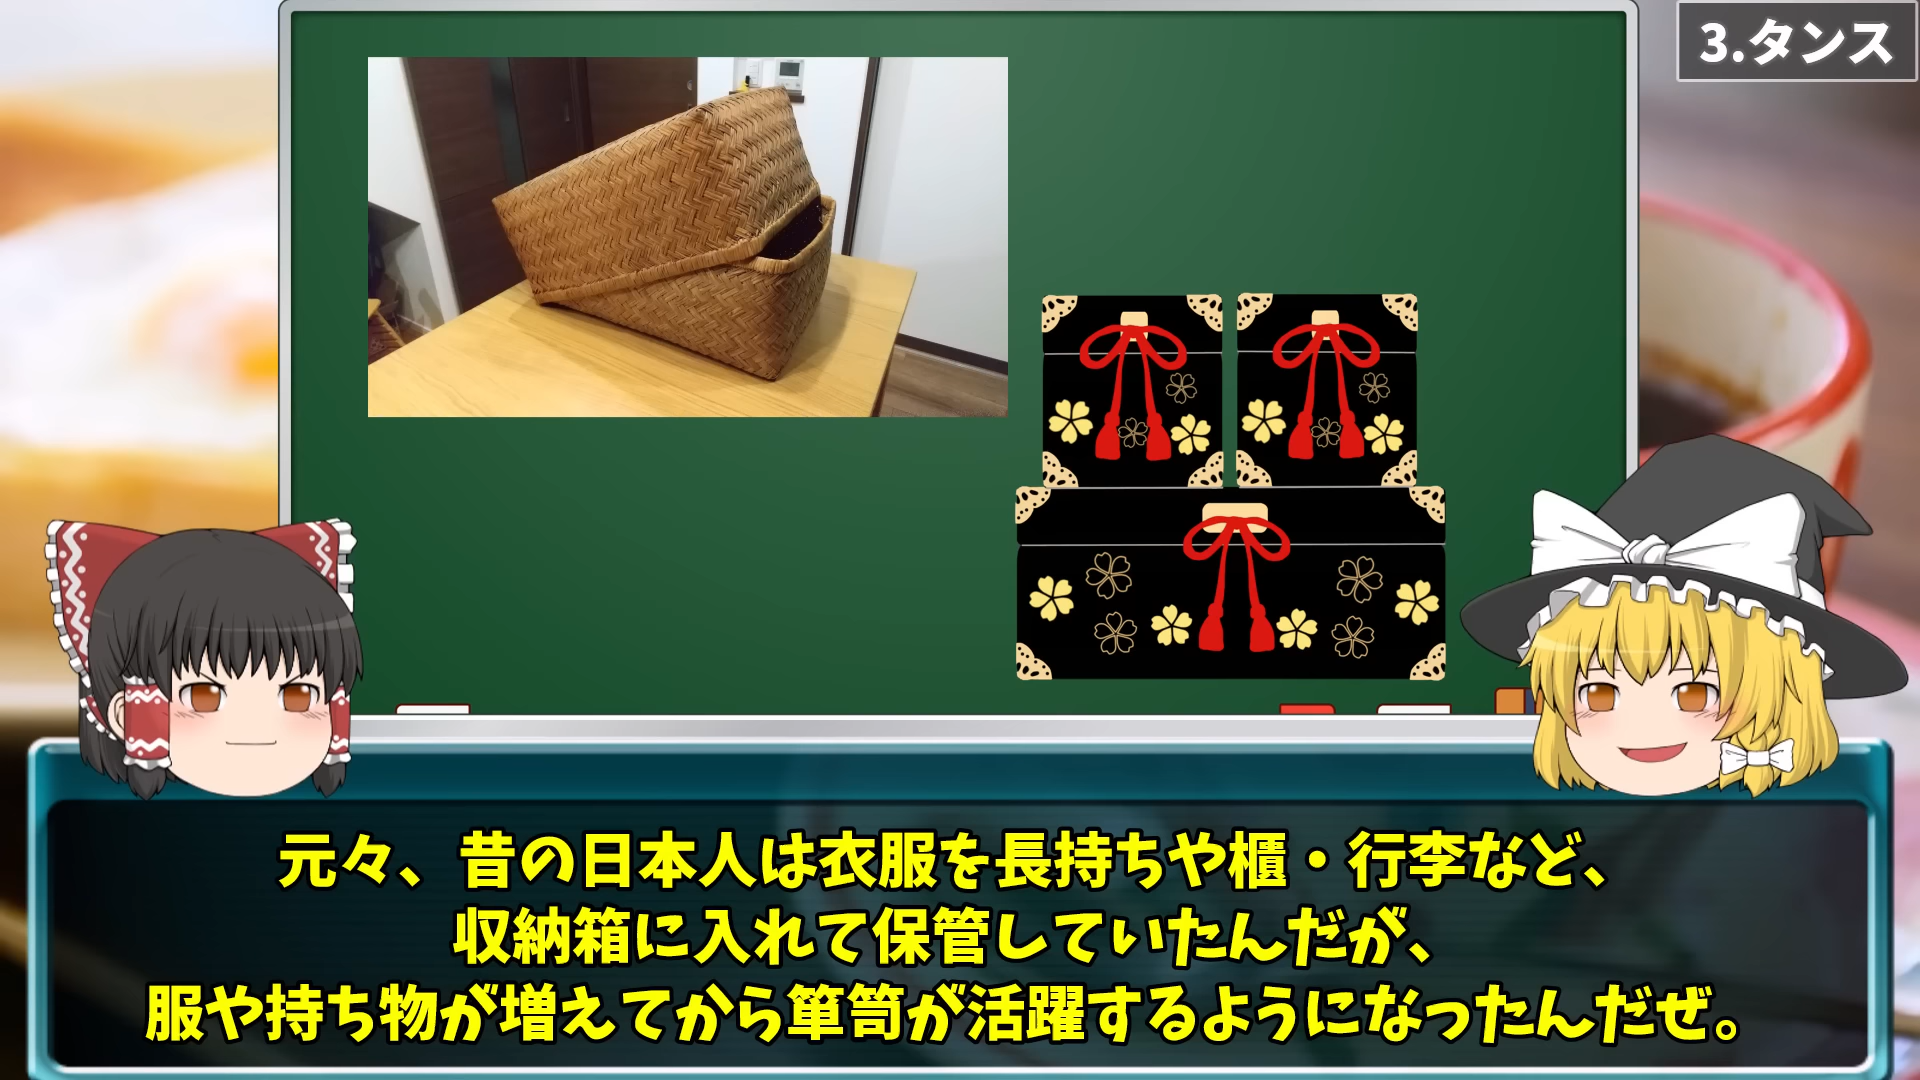 3.タンス
元々、昔の日本人は衣服を長持ちや櫃・行李など、
収納箱に入れて保管していたんだが、
服や持ち物が増えてから箪笥が活躍するようになったんだぜ。